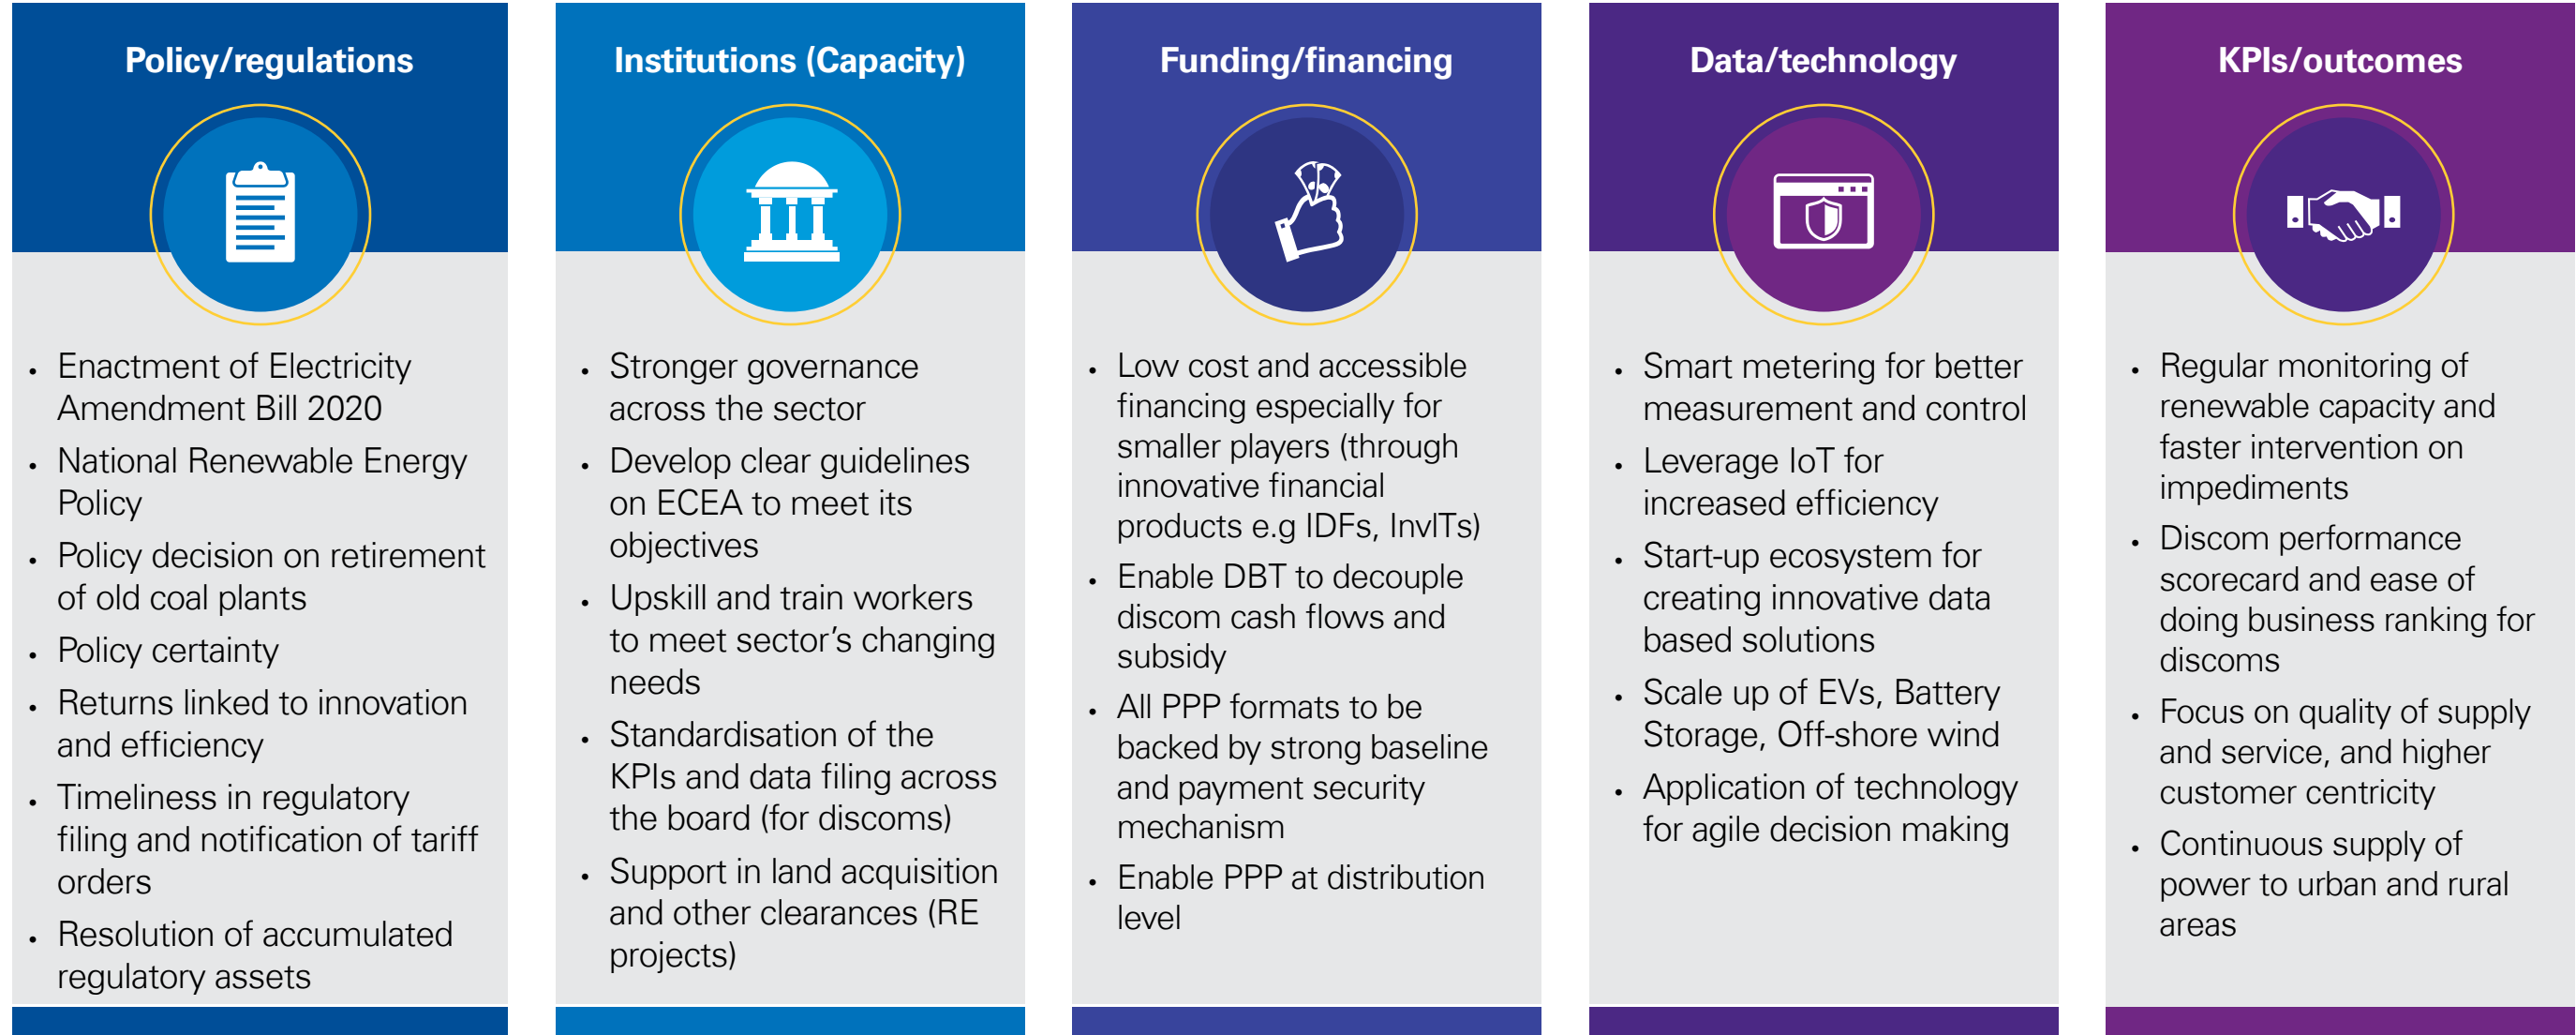 Policy/regulations
• Enactment of Electricity
Amendment Bill 2020
• National Renewable Energy
Policy
• Policy decision on retirement
of old coal plants
• Policy certainty
• Returns linked to innovation
and efficiency
• Timeliness in regulatory
filing and notification of tariff
orders
• Resolution of accumulated
regulatory assets
Institutions (Capacity)
• Stronger governance
across the sector
• Develop clear guidelines
on ECEA to meet its
objectives
• Upskill and train workers
to meet sector's changing
needs
• Standardisation of the
KPIs and data filing across
the board (for discoms)
• Support in land acquisition
and other clearances (RE
projects)
Funding/financing
• Low cost and accessible
financing especially for
smaller players (through
innovative financial
products e.g IDFs, InvITs)
• Enable DBT to decouple
discom cash flows and
subsidy
• All PPP formats to be
backed by strong baseline
and payment security
mechanism
• Enable PPP at distribution
level
Data/technology
• Smart metering for better
measurement and control
• Leverage IoT for
increased efficiency
• Start-up ecosystem for
creating innovative data
based solutions
• Scale up of EVs, Battery
Storage, Off-shore wind
• Application of technology
for agile decision making
KPIs/outcomes
• Regular monitoring of
renewable capacity and
faster intervention on
impediments
• Discom performance
scorecard and ease of
doing business ranking for
discoms
• Focus on quality of supply
and service, and higher
customer centricity
• Continuous supply of
power to urban and rural
areas